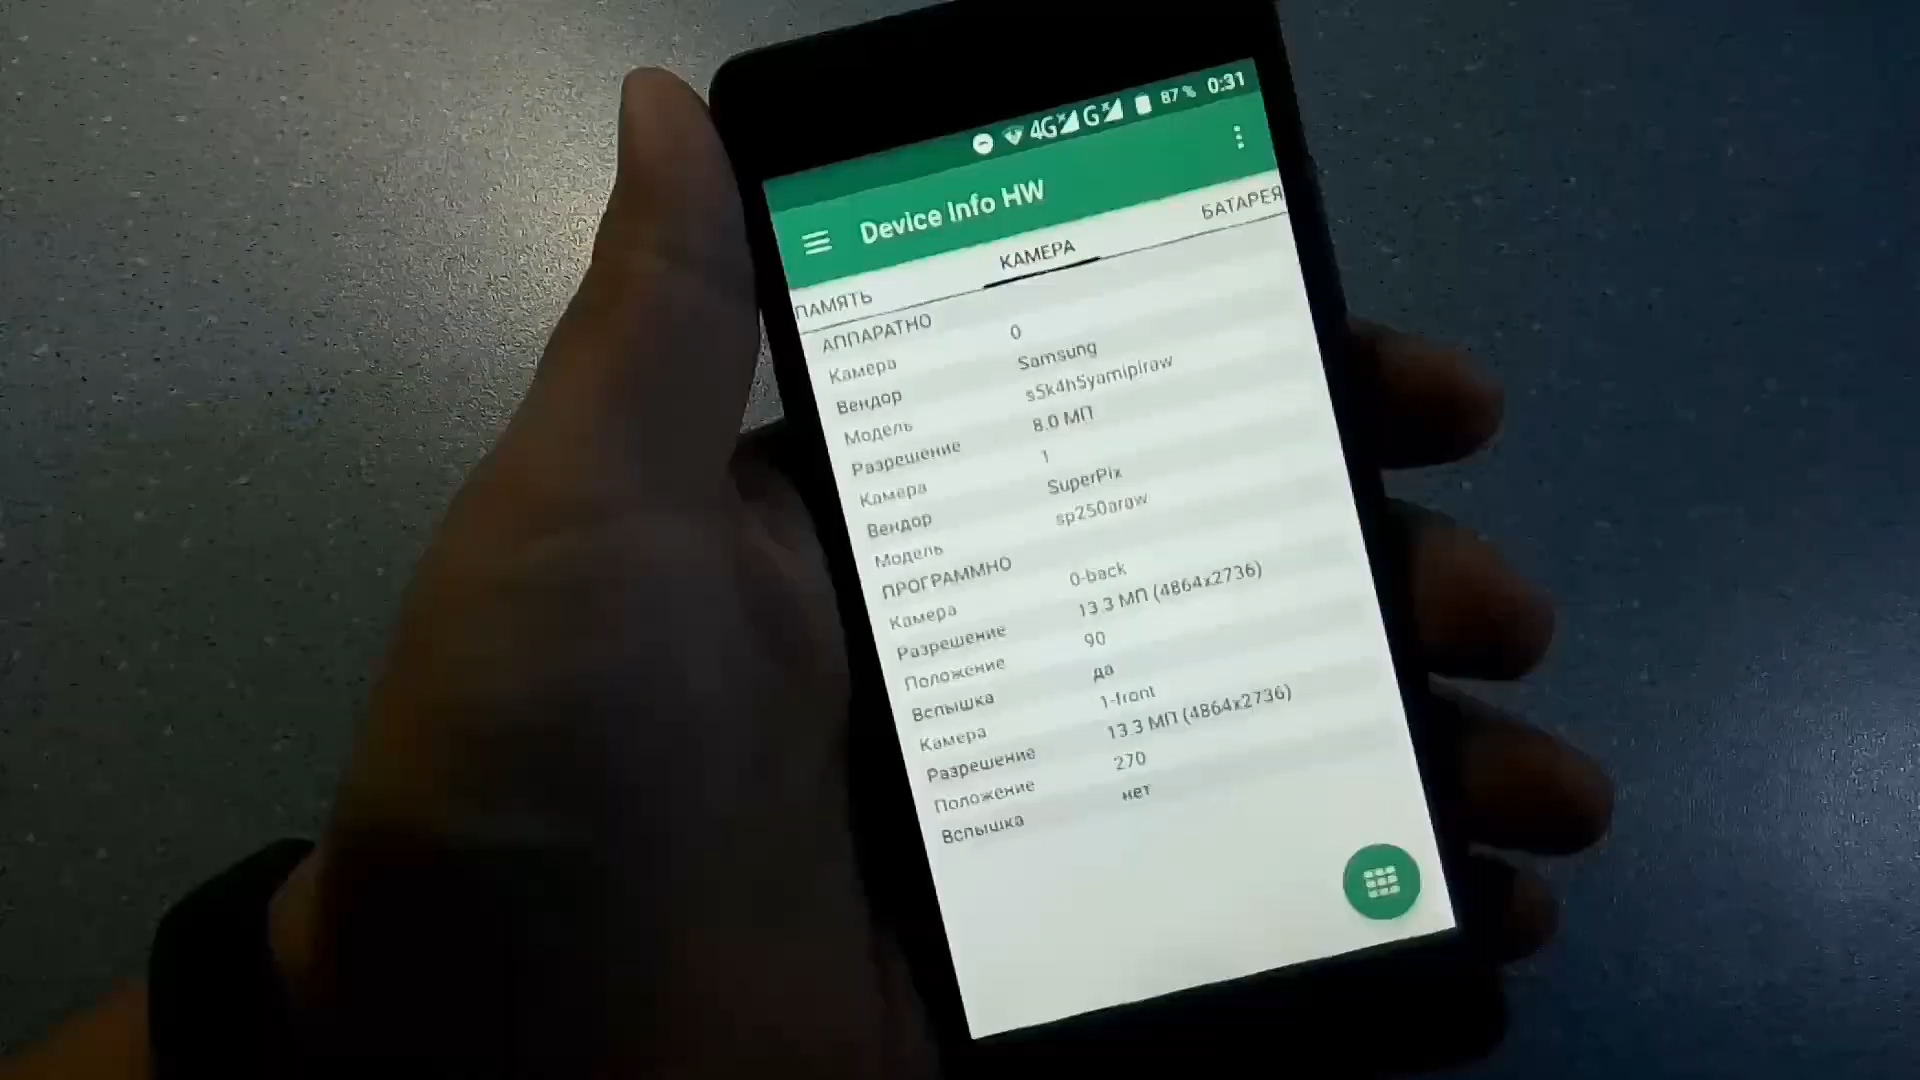 4G G 87 % 0:31
Device Info HW
ПАМЯТЬ КАМЕРА БАТАРЕЯ
АППАРАТНО
Камера 0
Вендор Samsung
Модель s5k4h5yamipiraw
Разрешение 8.0 МП
Камера 1
Вендор SuperPix
Модель sp250araw
ПРОГРАММНО
Камера 0-back
Разрешение 13.3 МП (4864x2736)
Положение 90
Вспышка да
Камера 1-front
Разрешение 13.3 МП (4864x2736)
Положение 270
Вспышка нет